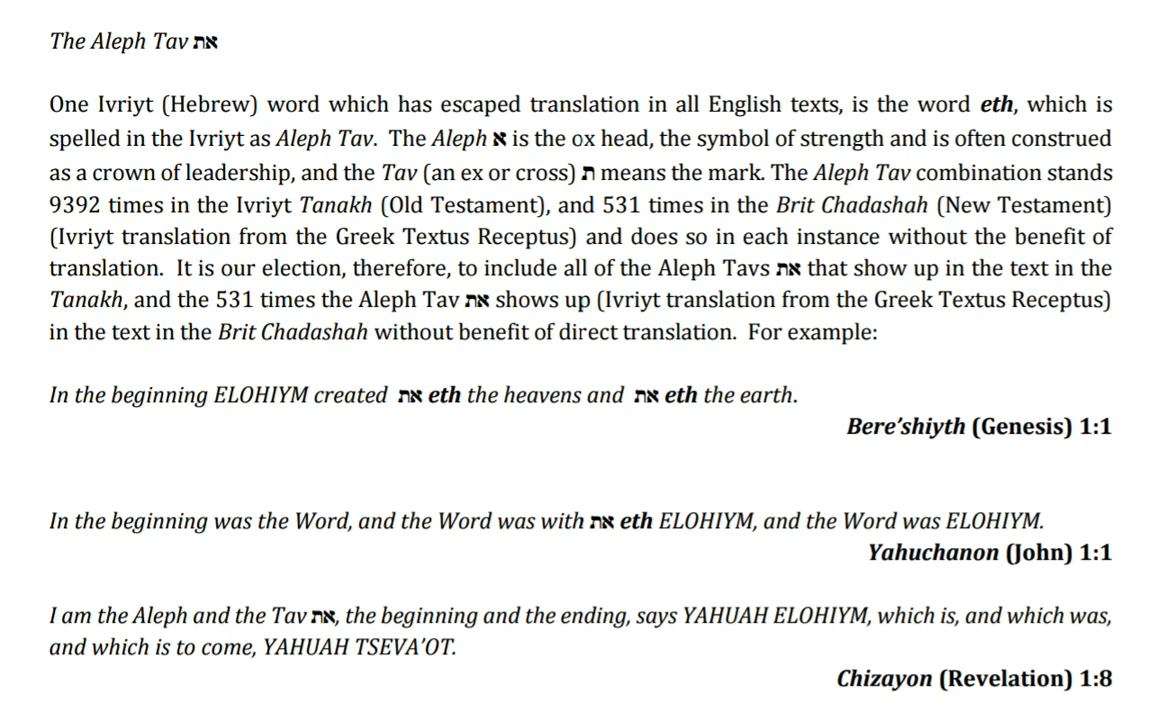 The Aleph Tav את
One Ivriyt (Hebrew) word which has escaped translation in all English texts, is the word eth, which is
spelled in the Ivriyt as Aleph Tav. The Aleph א is the ox head, the symbol of strength and is often construed
as a crown of leadership, and the Tav (an ex or cross) ת means the mark. The Aleph Tav combination stands
9392 times in the Ivriyt Tanakh (Old Testament), and 531 times in the Brit Chadashah (New Testament)
(Ivriyt translation from the Greek Textus Receptus) and does so in each instance without the benefit of
translation. It is our election, therefore, to include all of the Aleph Tavs את that show up in the text in the
Tanakh, and the 531 times the Aleph Tav את shows up (Ivriyt translation from the Greek Textus Receptus)
in the text in the Brit Chadashah without benefit of direct translation. For example:
In the beginning ELOHIYM created את eth the heavens and את eth the earth.
Bere’shiyth (Genesis) 1:1
In the beginning was the Word, and the Word was with את eth ELOHIYM, and the Word was ELOHIYM.
Yahuchanon (John) 1:1
I am the Aleph and the Tav את, the beginning and the ending, says YAHUAH ELOHIYM, which is, and which was,
and which is to come, YAHUAH TSEVA’OT.
Chizayon (Revelation) 1:8